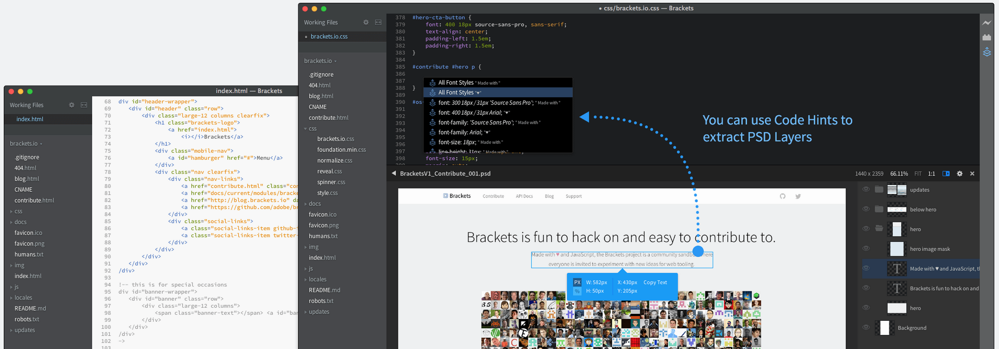 index.html — Brackets
Working Files
index.html
brackets.io
.gitignore
404.html
blog.html
CNAME
contribute.html
css
docs
favicon.ico
favicon.png
humans.txt
img
index.html
js
locales
README.md
robots.txt
updates
68 div id="header-wrapper">
69 <div id="header" class="row">
70 <div class="large-12 columns clearfix">
71 <h1 class="brackets-logo">
72 <a href="index.html">
73 <i></i>Brackets</a>
74 </h1>
75 <div class="mobile-nav">
76 <a id="hamburger" href="#">Menu</a>
77 </div>
78 <div class="nav clearfix">
79 <div class="nav-links">
80 <a href="contribute.html" class="con
81 <a href="docs/current/modules/bracke
82 <a href="http://blog.brackets.io" da
83 <a href="https://github.com/adobe/br
84 </div>
85 <div class="social-links">
86 <a class="social-links-item github-i
87 <a class="social-links-item twitter-
88 </div>
89 </div>
90 </div>
91 </div>
92 /div>
93
94 !-- this is for special occasions
95 div id="banner-wrapper">
96 <div id="banner" class="row">
97 <div class="large-12 columns">
98 <span class="banner-text"></span> <a id="ban
99 </div>
100 </div>
101 /div>
102 ->
103
• css/brackets.io.css — Brackets
Working Files
• brackets.io.css
brackets.io
.gitignore
404.html
blog.html
CNAME
contribute.html
css
brackets.io.css
foundation.min.css
normalize.css
reveal.css
spinner.css
style.css
docs
favicon.ico
favicon.png
humans.txt
img
index.html
js
locales
README.md
robots.txt
updates
378 #hero-cta-button {
379 font: 400 18px source-sans-pro, sans-serif;
380 text-align: center;
381 padding-left: 1.5em;
382 padding-right: 1.5em;
383 }
384
385 #contribute #hero p {
386
387
388 }
389
390 #os-
391
392
393
394
395
396
397
398 font-size: 15px;
All Font Styles " Made with "
All Font Styles "♥"
font: 300 18px / 31px 'Source Sans Pro'; " Made with "
font: 400 18px / 31px Arial; "♥"
font-family: 'Source Sans Pro'; " Made with "
font-family: Arial; "♥"
font-size: 18px; " Made with "
line-height: 31px; " Made with "
You can use Code Hints to
extract PSD Layers
BracketsV1_Contribute_001.psd
1440 x 2359 66.11% FIT 1:1
Brackets Contribute API Docs Blog Support
Brackets is fun to hack on and easy to contribute to.
Made with ♥ and JavaScript, the Brackets project is a community sandbox where
everyone is invited to experiment with new ideas for web tooling.
PX W: 582px X: 430px Copy Text
% H: 50px Y: 205px
updates
below hero
hero
hero image mask
Made with ♥ and JavaScript, th
Brackets is fun to hack on and
hero
Background